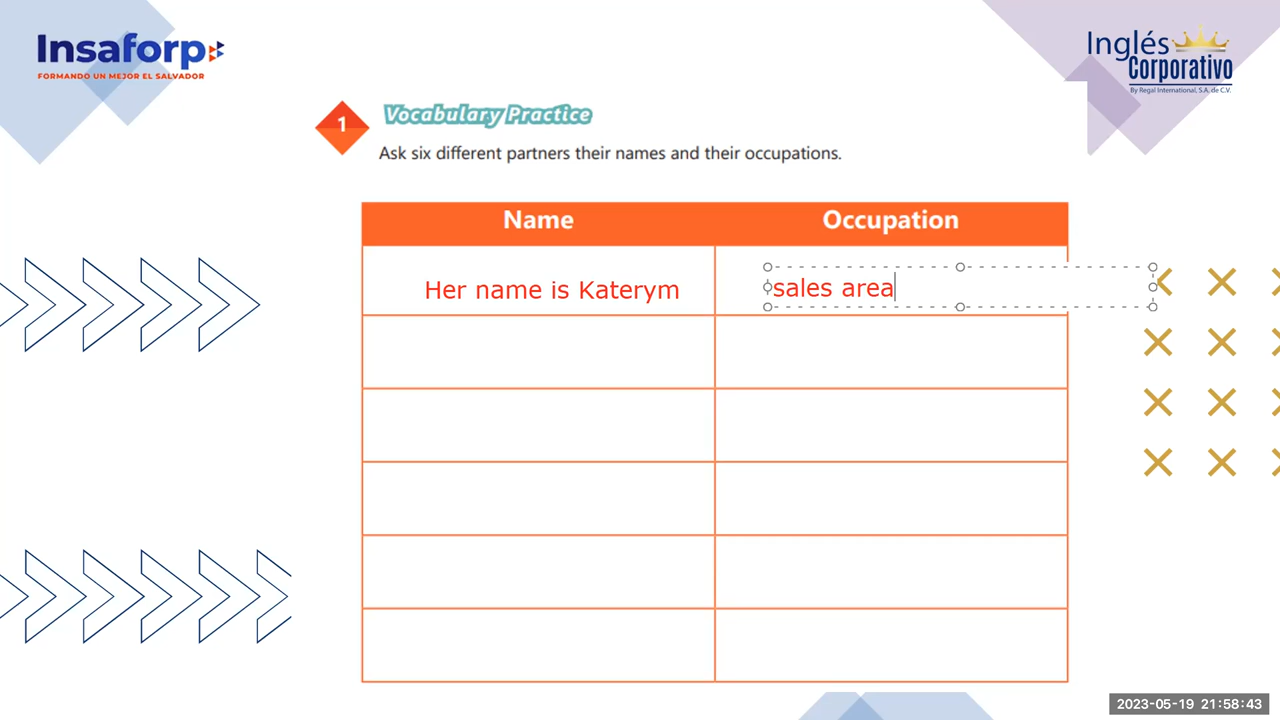 Insaforp
FORMANDO UN MEJOR EL SALVADOR
Inglés
Corporativo
By Regal International, S.A. de C.V.
1
Vocabulary Practice
Ask six different partners their names and their occupations.
Name Occupation
Her name is Katerym sales area
2023-05-19 21:58:43